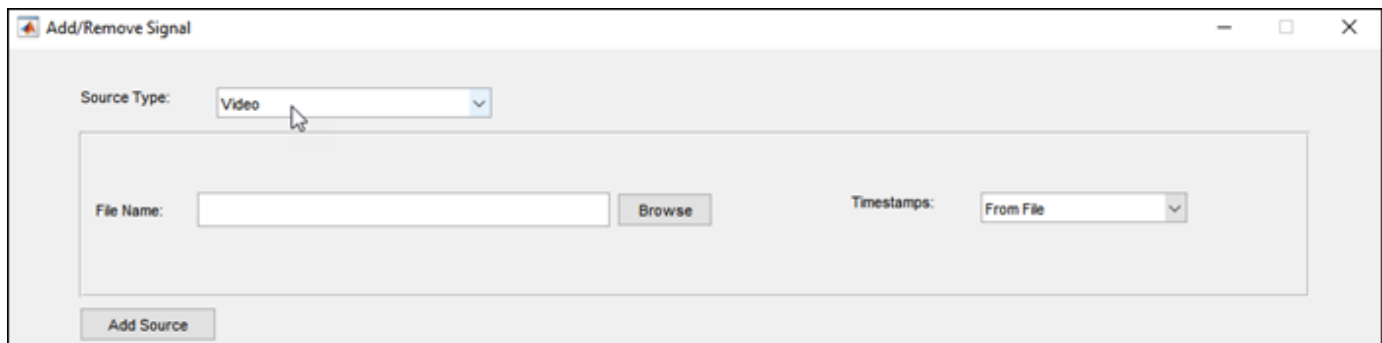 Add/Remove Signal
Source Type: Video
File Name: Browse Timestamps: From File
Add Source